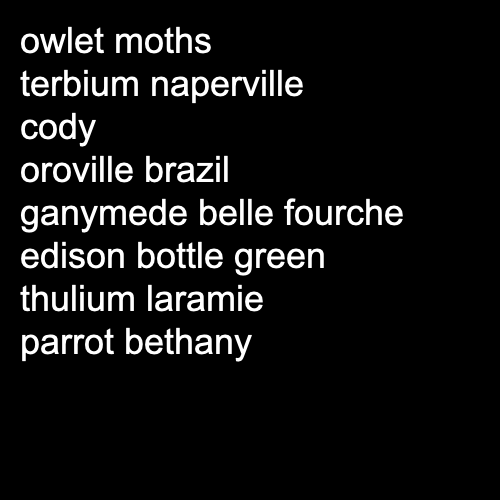 owlet moths
terbium naperville
cody
oroville brazil
ganymede belle fourche
edison bottle green
thulium laramie
parrot bethany